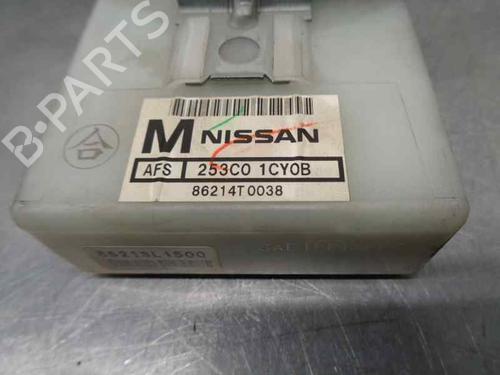 B-PARTS
合
M NISSAN
AFS 253C0 1CY0B
86214T0038